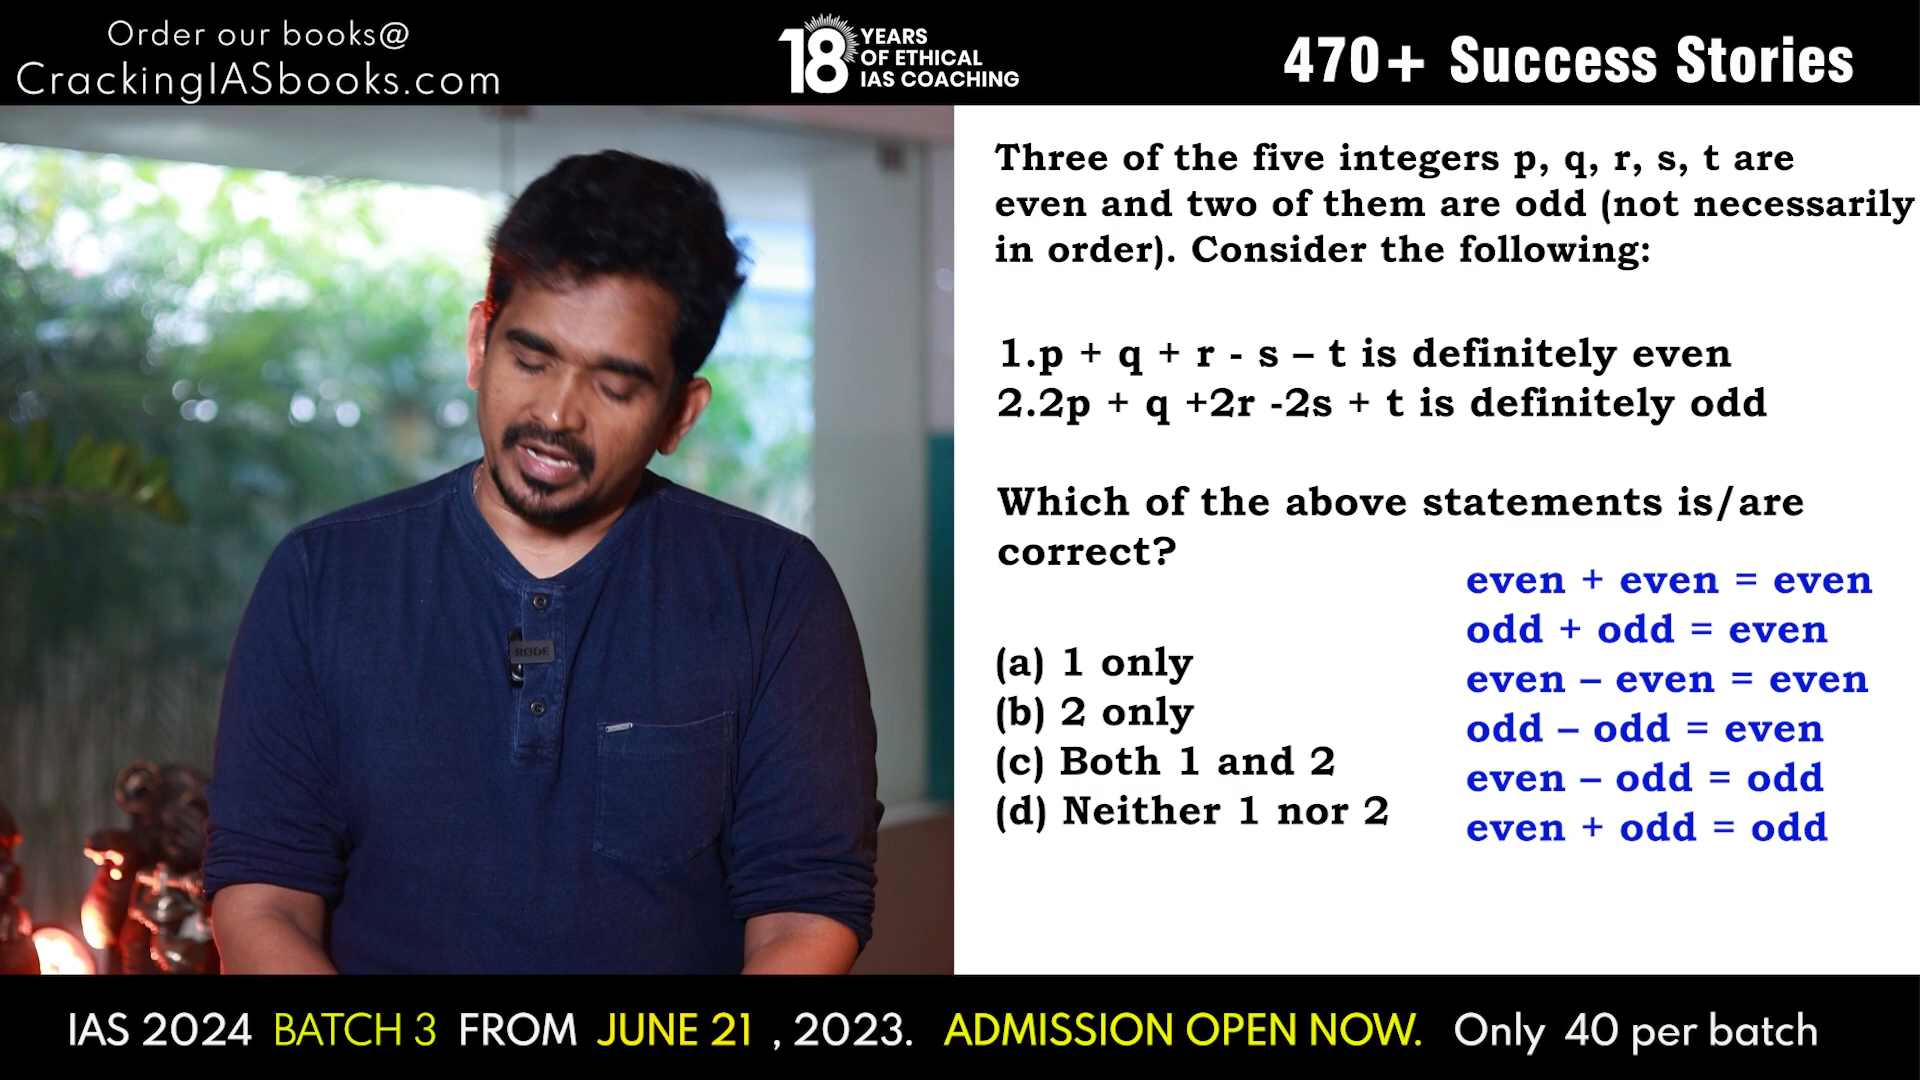 Order our books@
CrackingIASbooks.com
18 YEARS
OF ETHICAL
IAS COACHING
470+ Success Stories
Three of the five integers p, q, r, s, t are
even and two of them are odd (not necessarily
in order). Consider the following:
1.p + q + r - s – t is definitely even
2.2p + q +2r -2s + t is definitely odd
Which of the above statements is/are
correct?
(a) 1 only
(b) 2 only
(c) Both 1 and 2
(d) Neither 1 nor 2
even + even = even
odd + odd = even
even – even = even
odd – odd = even
even – odd = odd
even + odd = odd
RODE
IAS 2024 BATCH 3 FROM JUNE 21 , 2023. ADMISSION OPEN NOW. Only 40 per batch